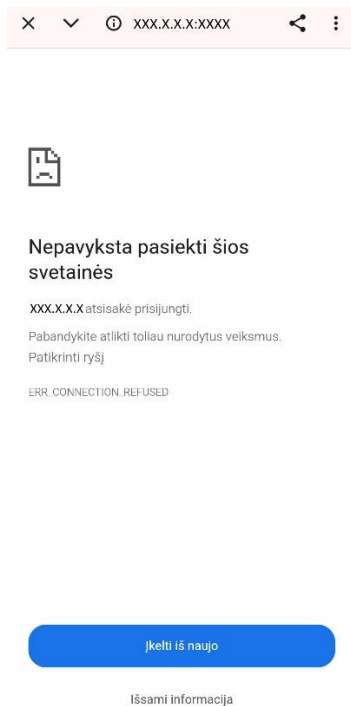 XXX.X.X.X:XXXX
Nepavyksta pasiekti šios
svetainės
XXX.X.X.X atsisakė prisijungti.
Pabandykite atlikti toliau nurodytus veiksmus.
Patikrinti ryšį
ERR_CONNECTION_REFUSED
Įkelti iš naujo
Išsami informacija